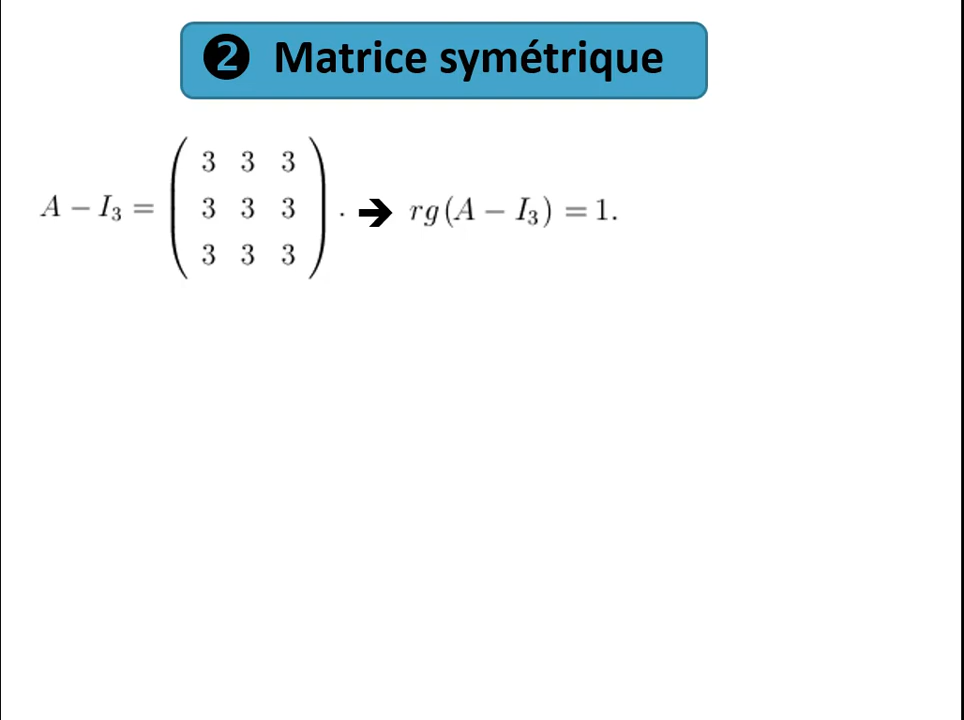 ❷ Matrice symétrique
3 3 3
A − I₃ = ( 3 3 3 ) . ➔ rg(A − I₃) = 1.
3 3 3